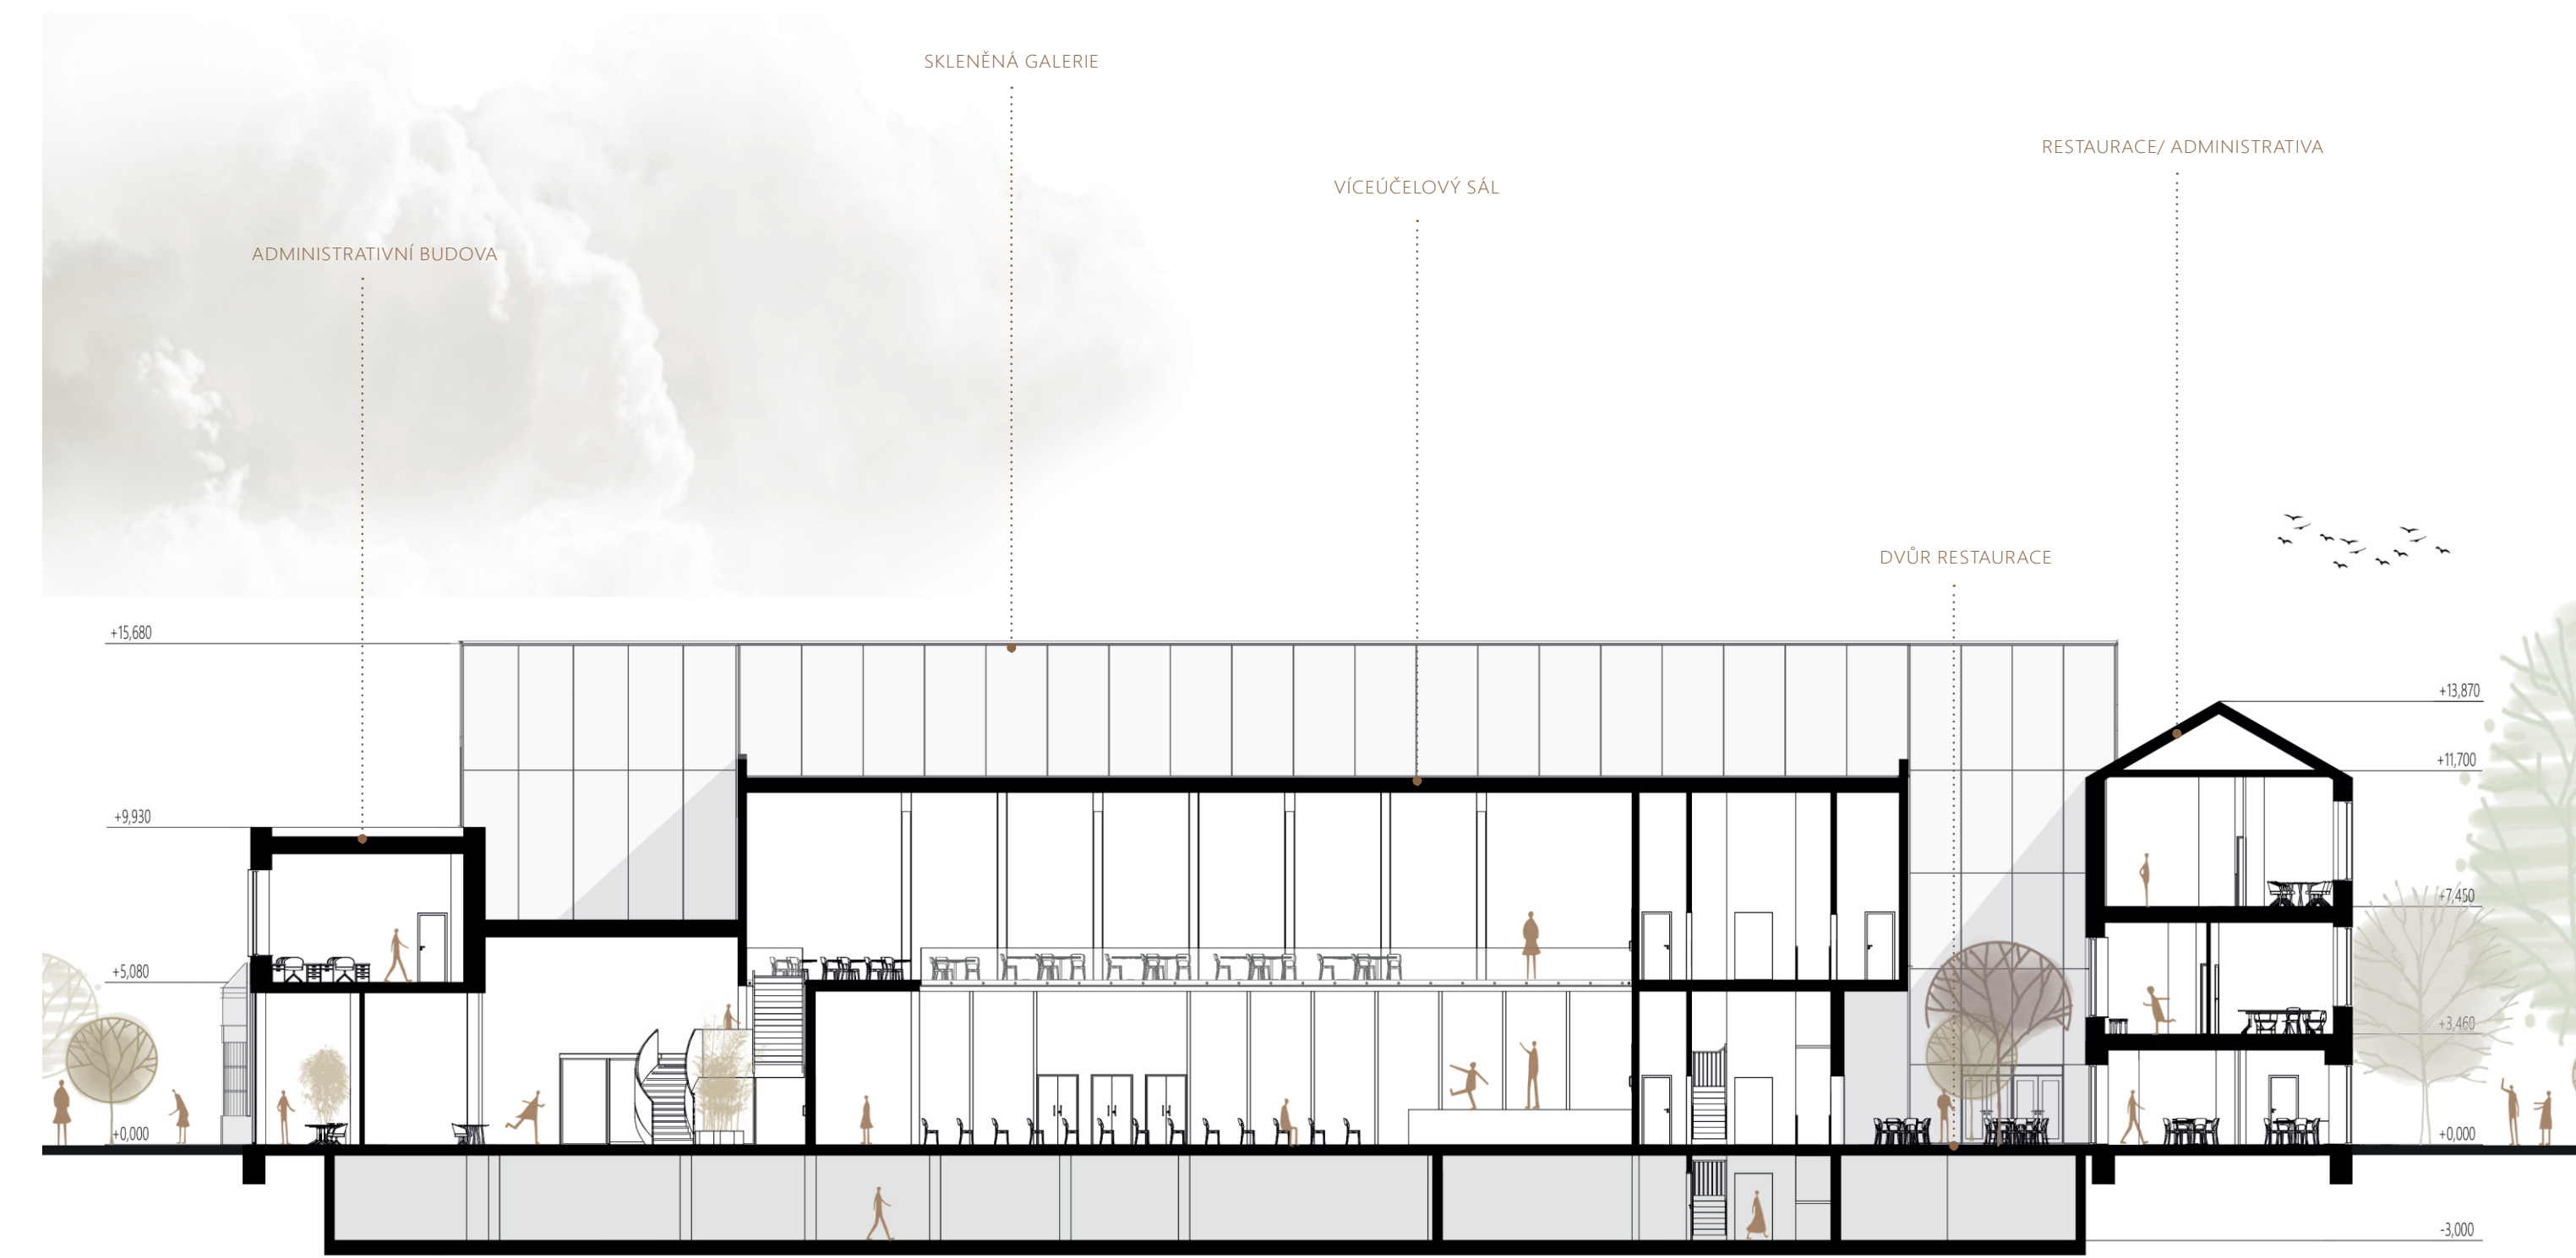 SKLENĚNÁ GALERIE
RESTAURACE/ ADMINISTRATIVA
VÍCEÚČELOVÝ SÁL
ADMINISTRATIVNÍ BUDOVA
DVŮR RESTAURACE
+15,680
+13,870
+11,700
+9,930
+7,450
+5,080
+3,460
+0,000
+0,000
-3,000